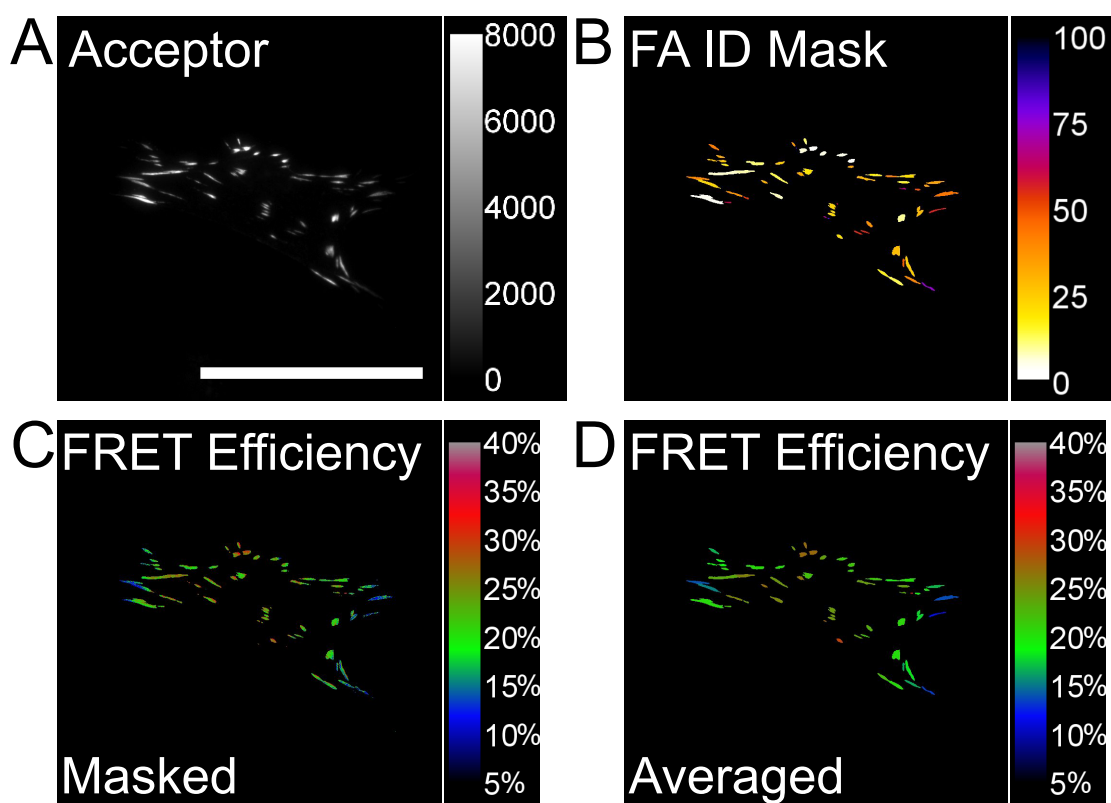 A
Acceptor
8000
6000
4000
2000
0
B
FA ID Mask
100
75
50
25
0
C
FRET Efficiency
40%
35%
30%
25%
20%
15%
10%
5%
Masked
D
FRET Efficiency
40%
35%
30%
25%
20%
15%
10%
5%
Averaged